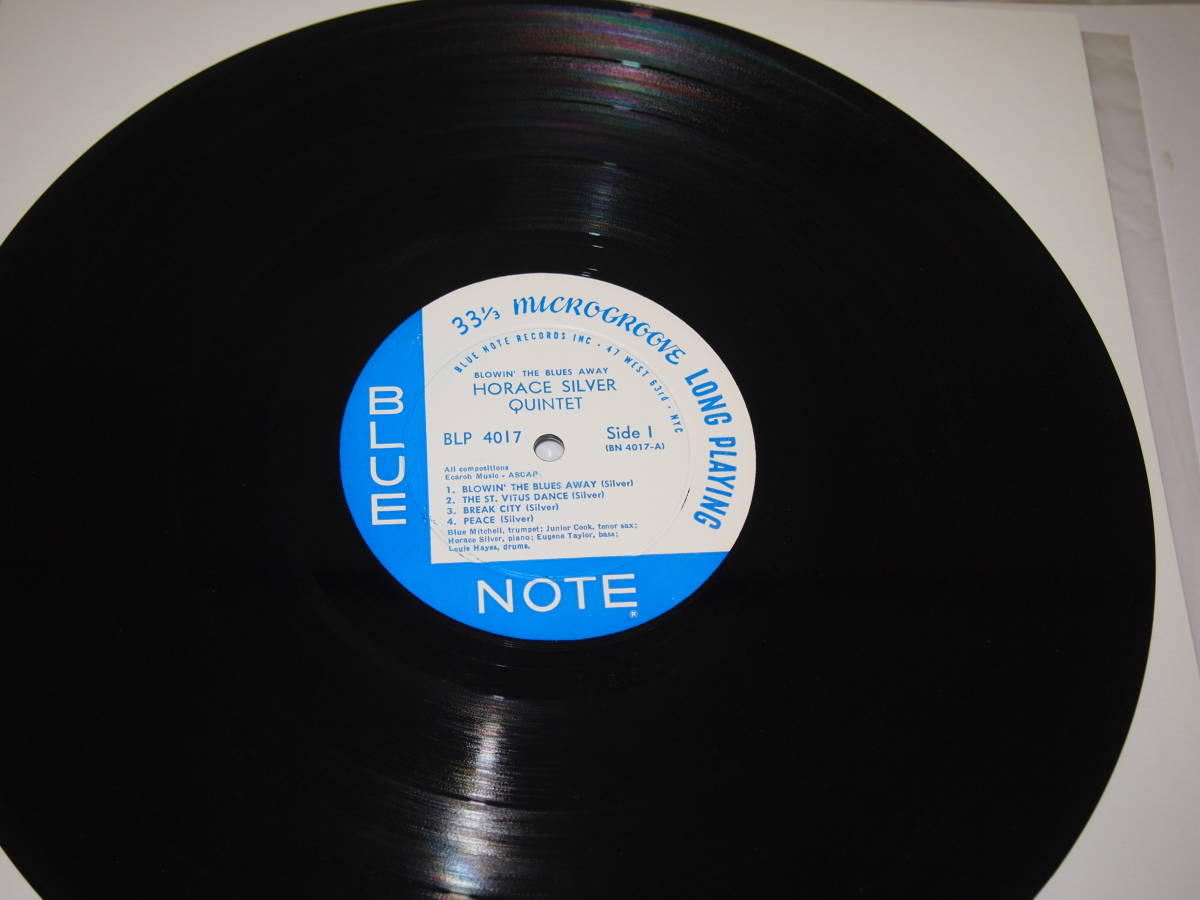 33⅓ MICROGROOVE LONG PLAYING
BLUE NOTE RECORDS INC · 47 WEST 63rd · NYC
BLOWIN' THE BLUES AWAY
HORACE SILVER
QUINTET
BLP 4017
Side 1
(BN 4017-A)
All compositions
Ecaroh Music - ASCAP
1. BLOWIN' THE BLUES AWAY (Silver)
2. THE ST. VITUS DANCE (Silver)
3. BREAK CITY (Silver)
4. PEACE (Silver)
Blue Mitchell, trumpet; Junior Cook, tenor sax;
Horace Silver, piano; Eugene Taylor, bass;
Louis Hayes, drums.
BLUE
NOTE
®